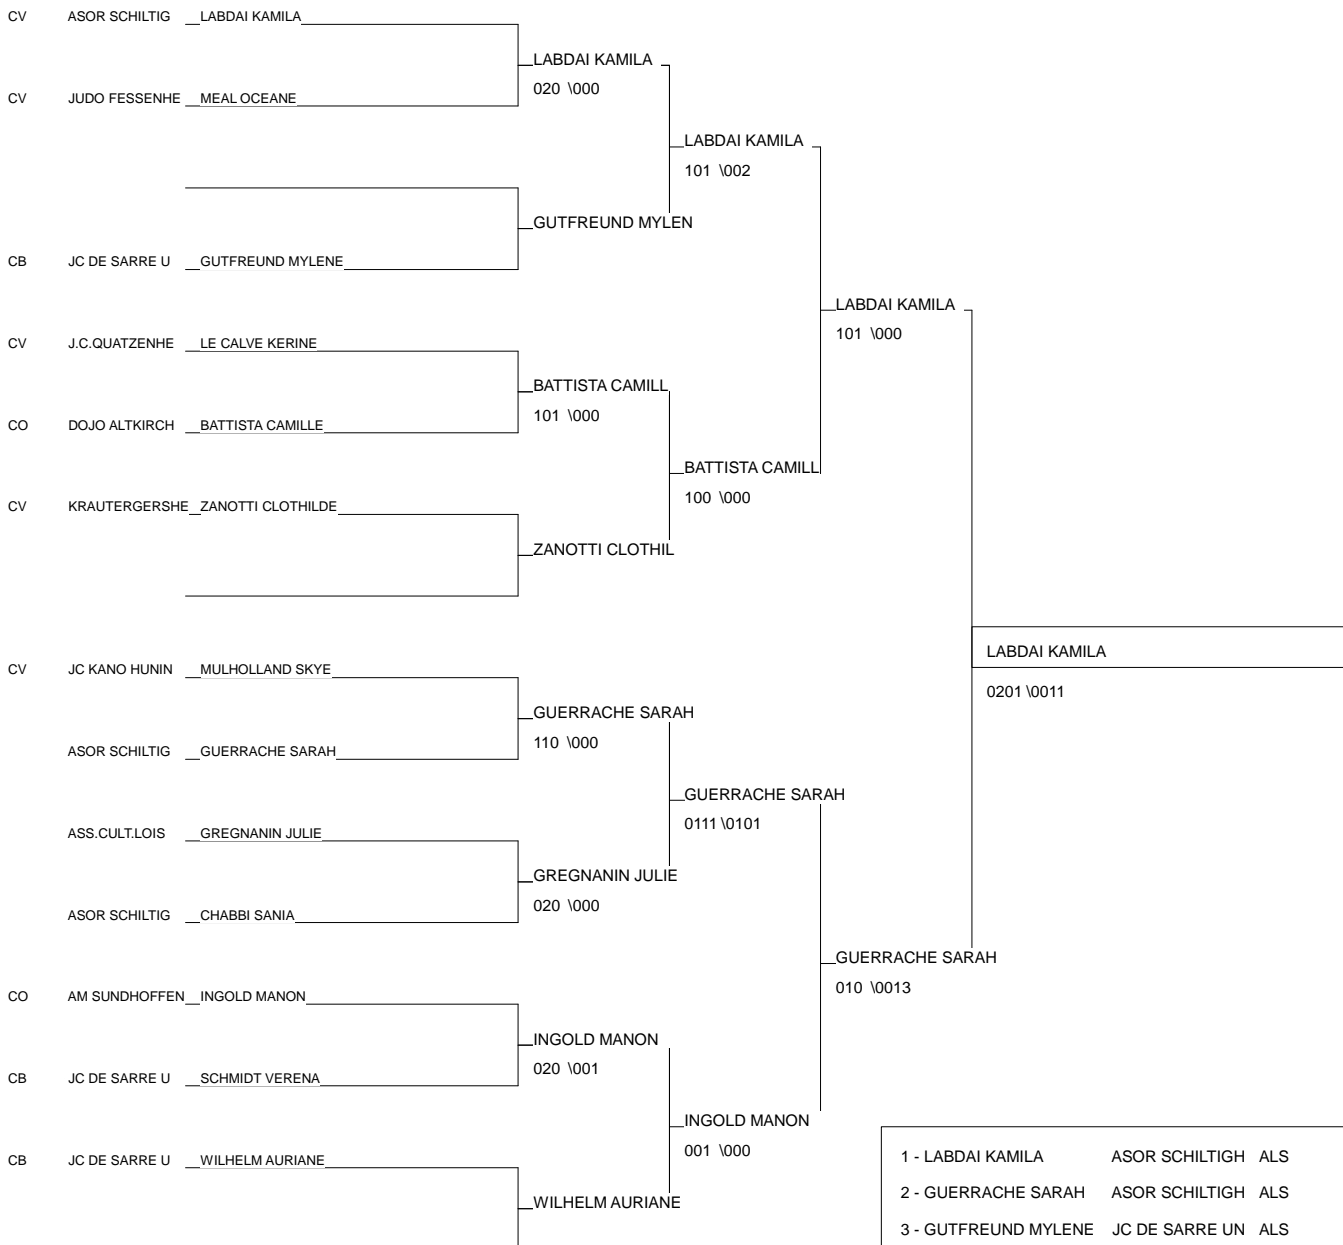 CV ASOR SCHILTIG LABDAI KAMILA
LABDAI KAMILA
020 \000
CV JUDO FESSENHE MEAL OCEANE
LABDAI KAMILA
101 \002
GUTFREUND MYLEN
CB JC DE SARRE U GUTFREUND MYLENE
LABDAI KAMILA
101 \000
CV J.C.QUATZENHE LE CALVE KERINE
BATTISTA CAMILL
101 \000
CO DOJO ALTKIRCH BATTISTA CAMILLE
BATTISTA CAMILL
100 \000
CV KRAUTERGERSHE ZANOTTI CLOTHILDE
ZANOTTI CLOTHIL
LABDAI KAMILA
0201 \0011
CV JC KANO HUNIN MULHOLLAND SKYE
GUERRACHE SARAH
110 \000
ASOR SCHILTIG GUERRACHE SARAH
GUERRACHE SARAH
0111 \0101
ASS.CULT.LOIS GREGNANIN JULIE
GREGNANIN JULIE
020 \000
ASOR SCHILTIG CHABBI SANIA
GUERRACHE SARAH
010 \0013
CO AM SUNDHOFFEN INGOLD MANON
INGOLD MANON
020 \001
CB JC DE SARRE U SCHMIDT VERENA
INGOLD MANON
001 \000
CB JC DE SARRE U WILHELM AURIANE
WILHELM AURIANE
1 - LABDAI KAMILA ASOR SCHILTIGH ALS
2 - GUERRACHE SARAH ASOR SCHILTIGH ALS
3 - GUTFREUND MYLENE JC DE SARRE UN ALS